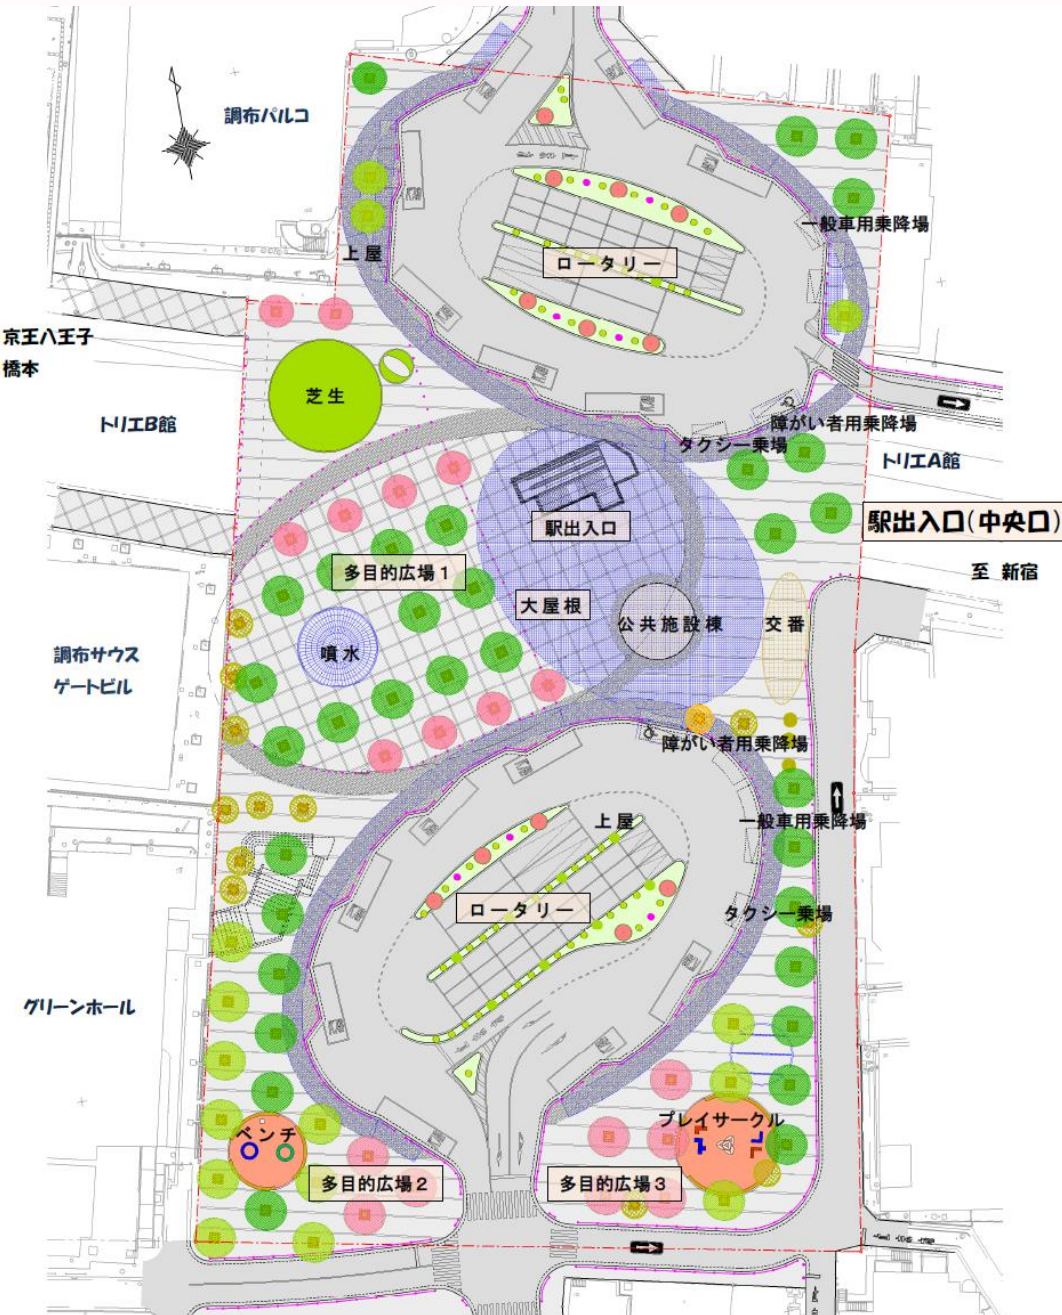 調布パルコ
一般車用乗降場
上屋
ロータリー
京王八王子
橋本
芝生
トリエB館
障がい者用乗降場
タクシー乗場
トリエA館
駅出入口(中央口)
駅出入口
至 新宿
多目的広場1
大屋根
公共施設棟
交番
噴水
調布サウス
ゲートビル
障がい者用乗降場
上屋
一般車用乗降場
ロータリー
タクシー乗場
グリーンホール
プレイサークル
ベンチ
多目的広場2
多目的広場3